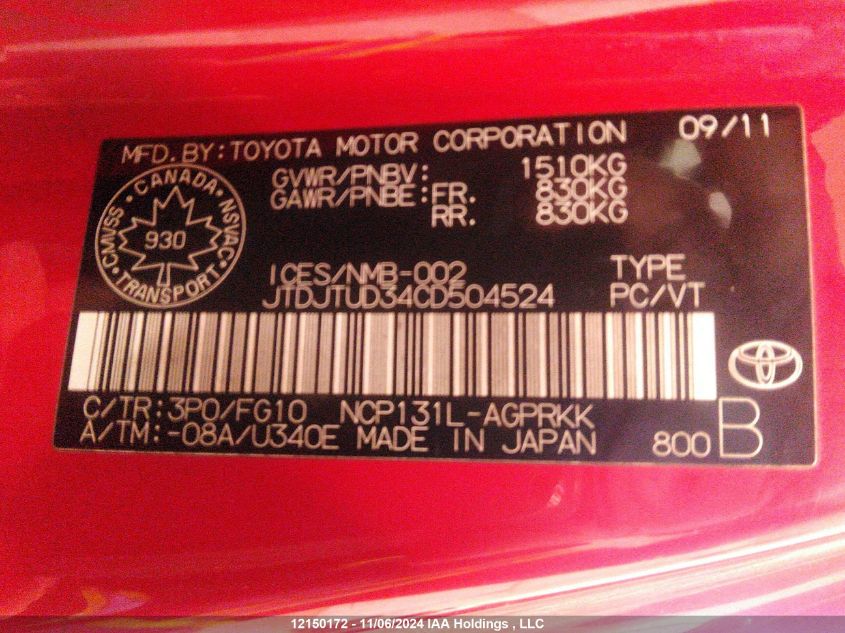 MFD. BY: TOYOTA MOTOR CORPORATION 09/11
GVWR/PNBV: 1510KG
GAWR/PNBE: FR. 830KG
RR. 830KG
CANADA
CMVSS 930 NSVAC
TRANSPORT
ICES/NMB-002 TYPE
JTDJTUD34CD504524 PC/VT
C/TR: 3P0/FG10 NCP131L-AGPRKK
A/TM: -08A/U340E MADE IN JAPAN 800 B
12150172 - 11/06/2024 IAA Holdings , LLC